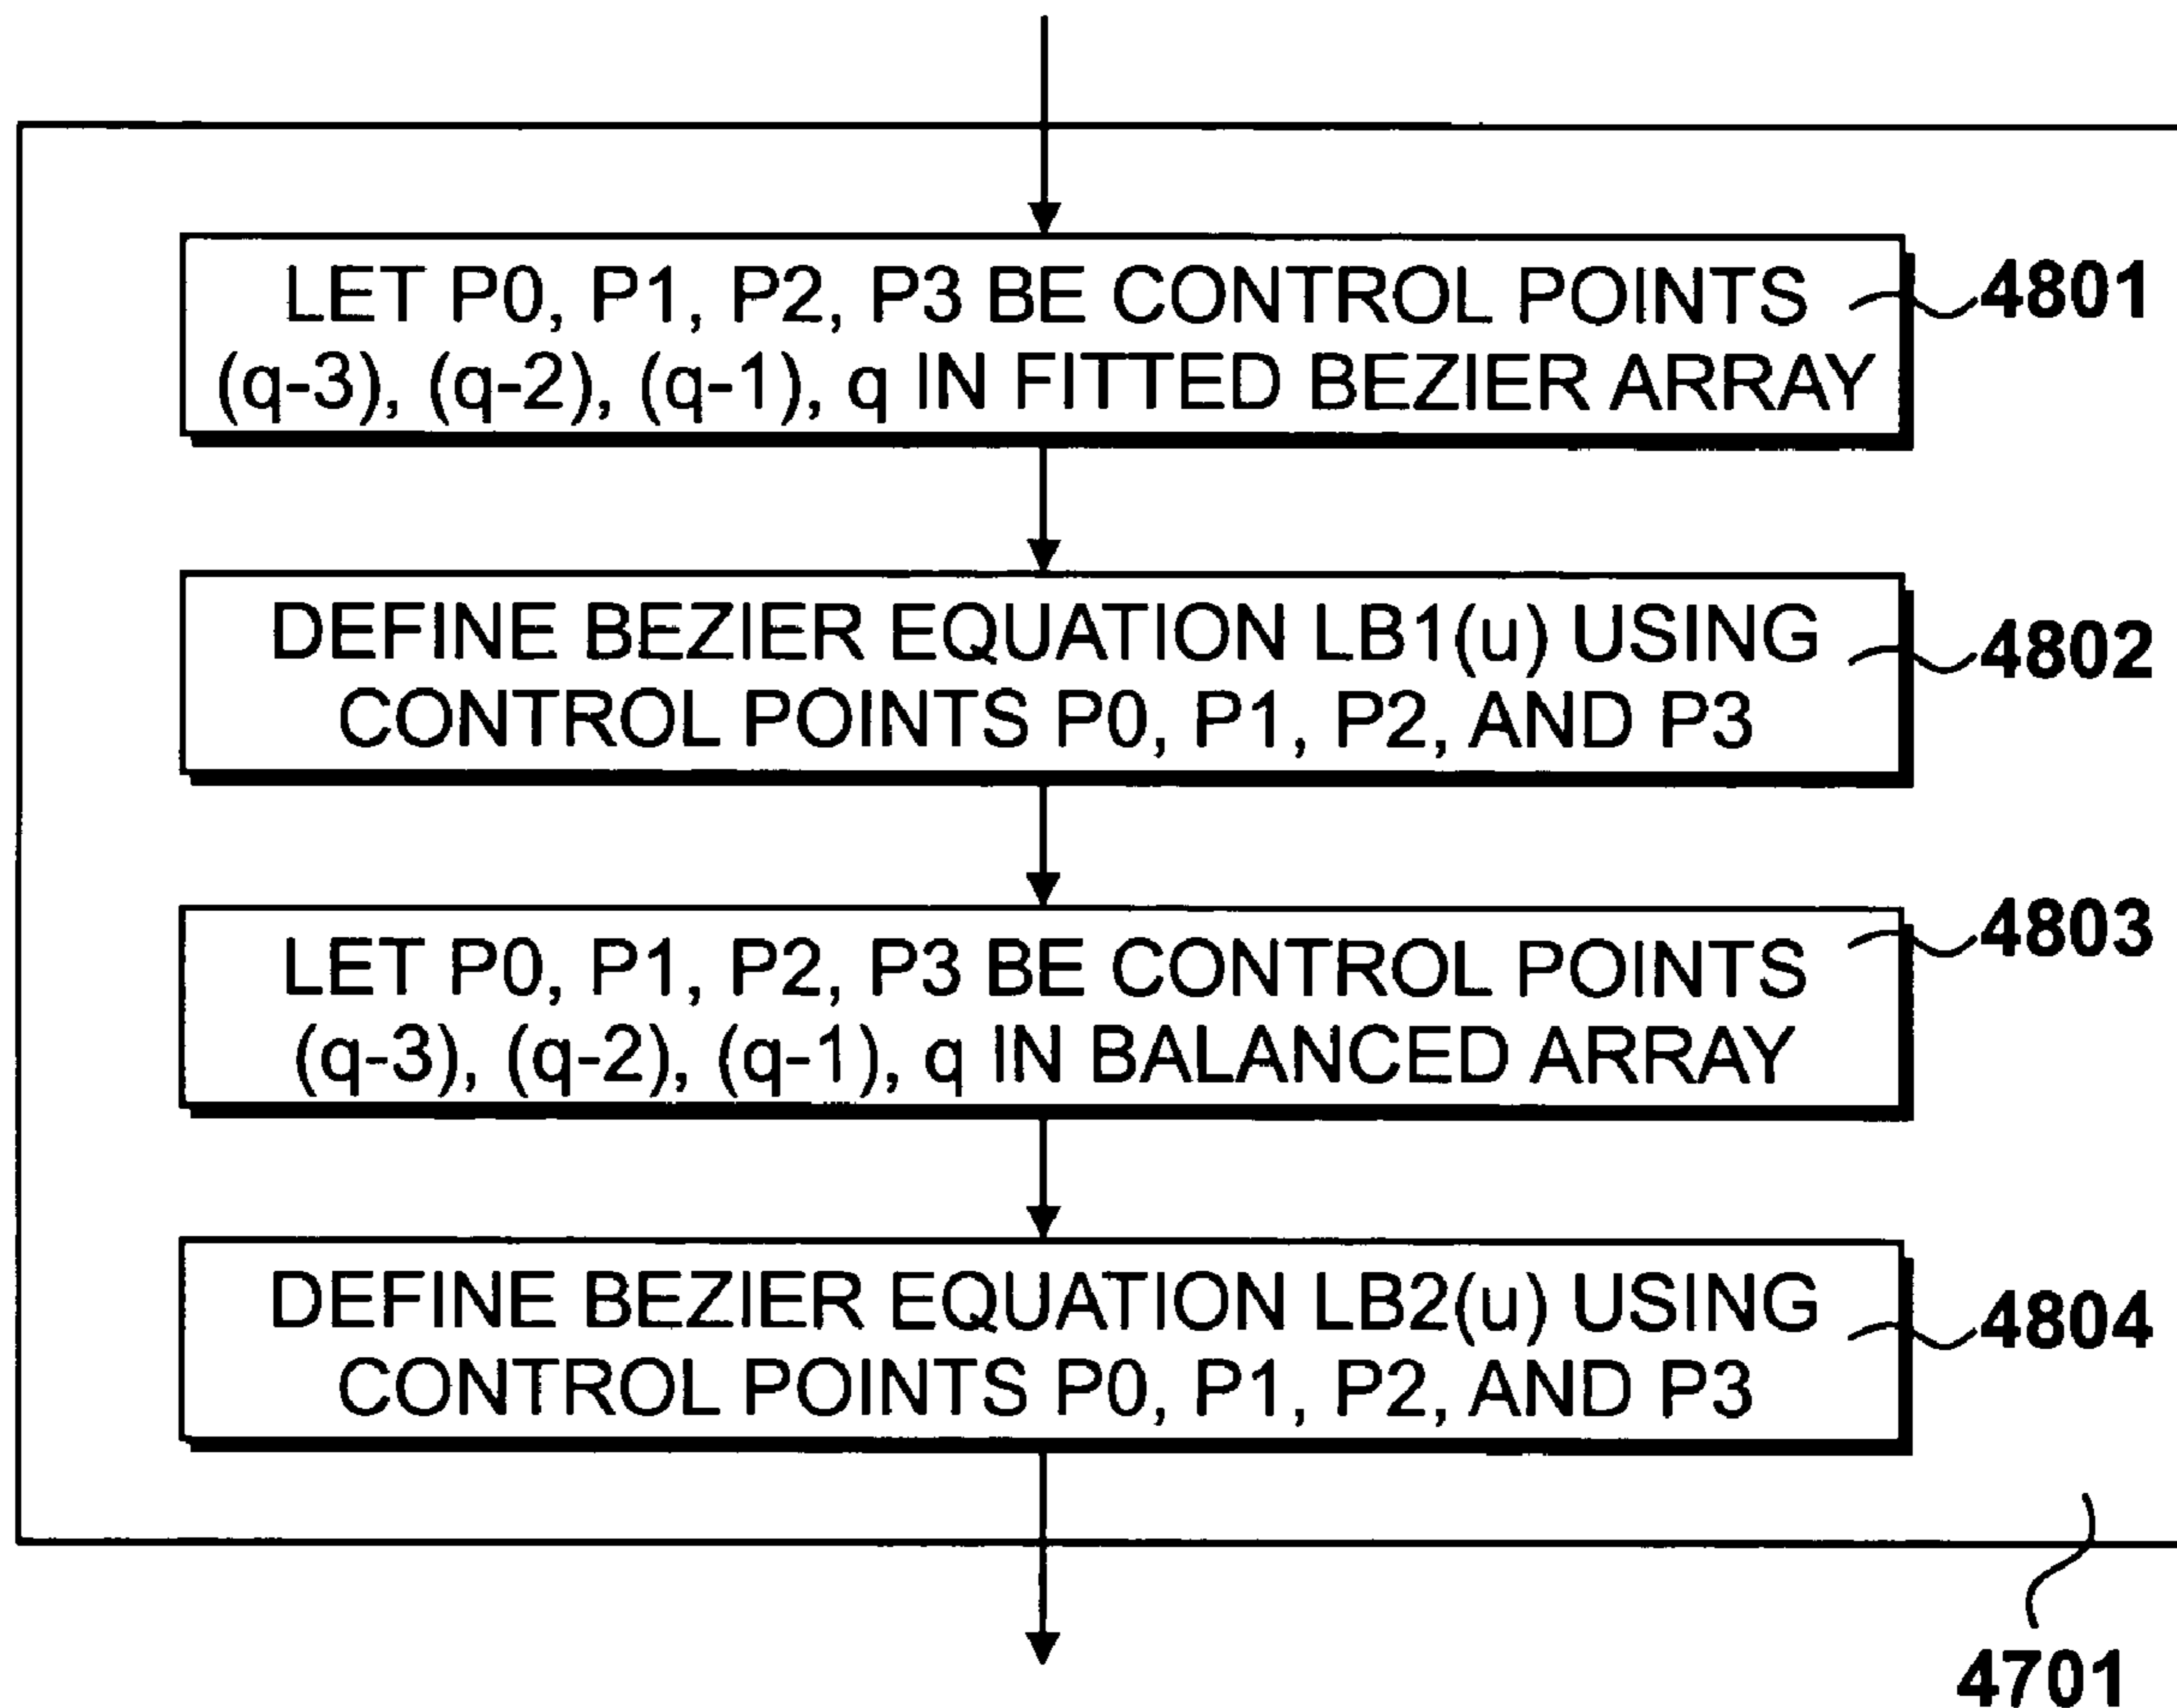 LET P0, P1, P2, P3 BE CONTROL POINTS
(q-3), (q-2), (q-1), q IN FITTED BEZIER ARRAY
4801
DEFINE BEZIER EQUATION LB1(u) USING
CONTROL POINTS P0, P1, P2, AND P3
4802
LET P0, P1, P2, P3 BE CONTROL POINTS
(q-3), (q-2), (q-1), q IN BALANCED ARRAY
4803
DEFINE BEZIER EQUATION LB2(u) USING
CONTROL POINTS P0, P1, P2, AND P3
4804
4701